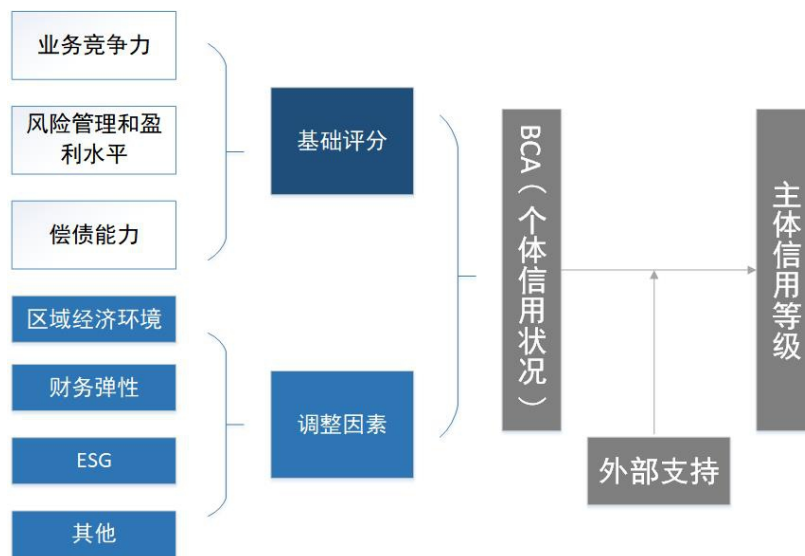 业务竞争力
风险管理和盈
利水平
偿债能力
区域经济环境
财务弹性
ESG
其他
基础评分
调整因素
BCA（个体信用状况）
外部支持
主体信用等级